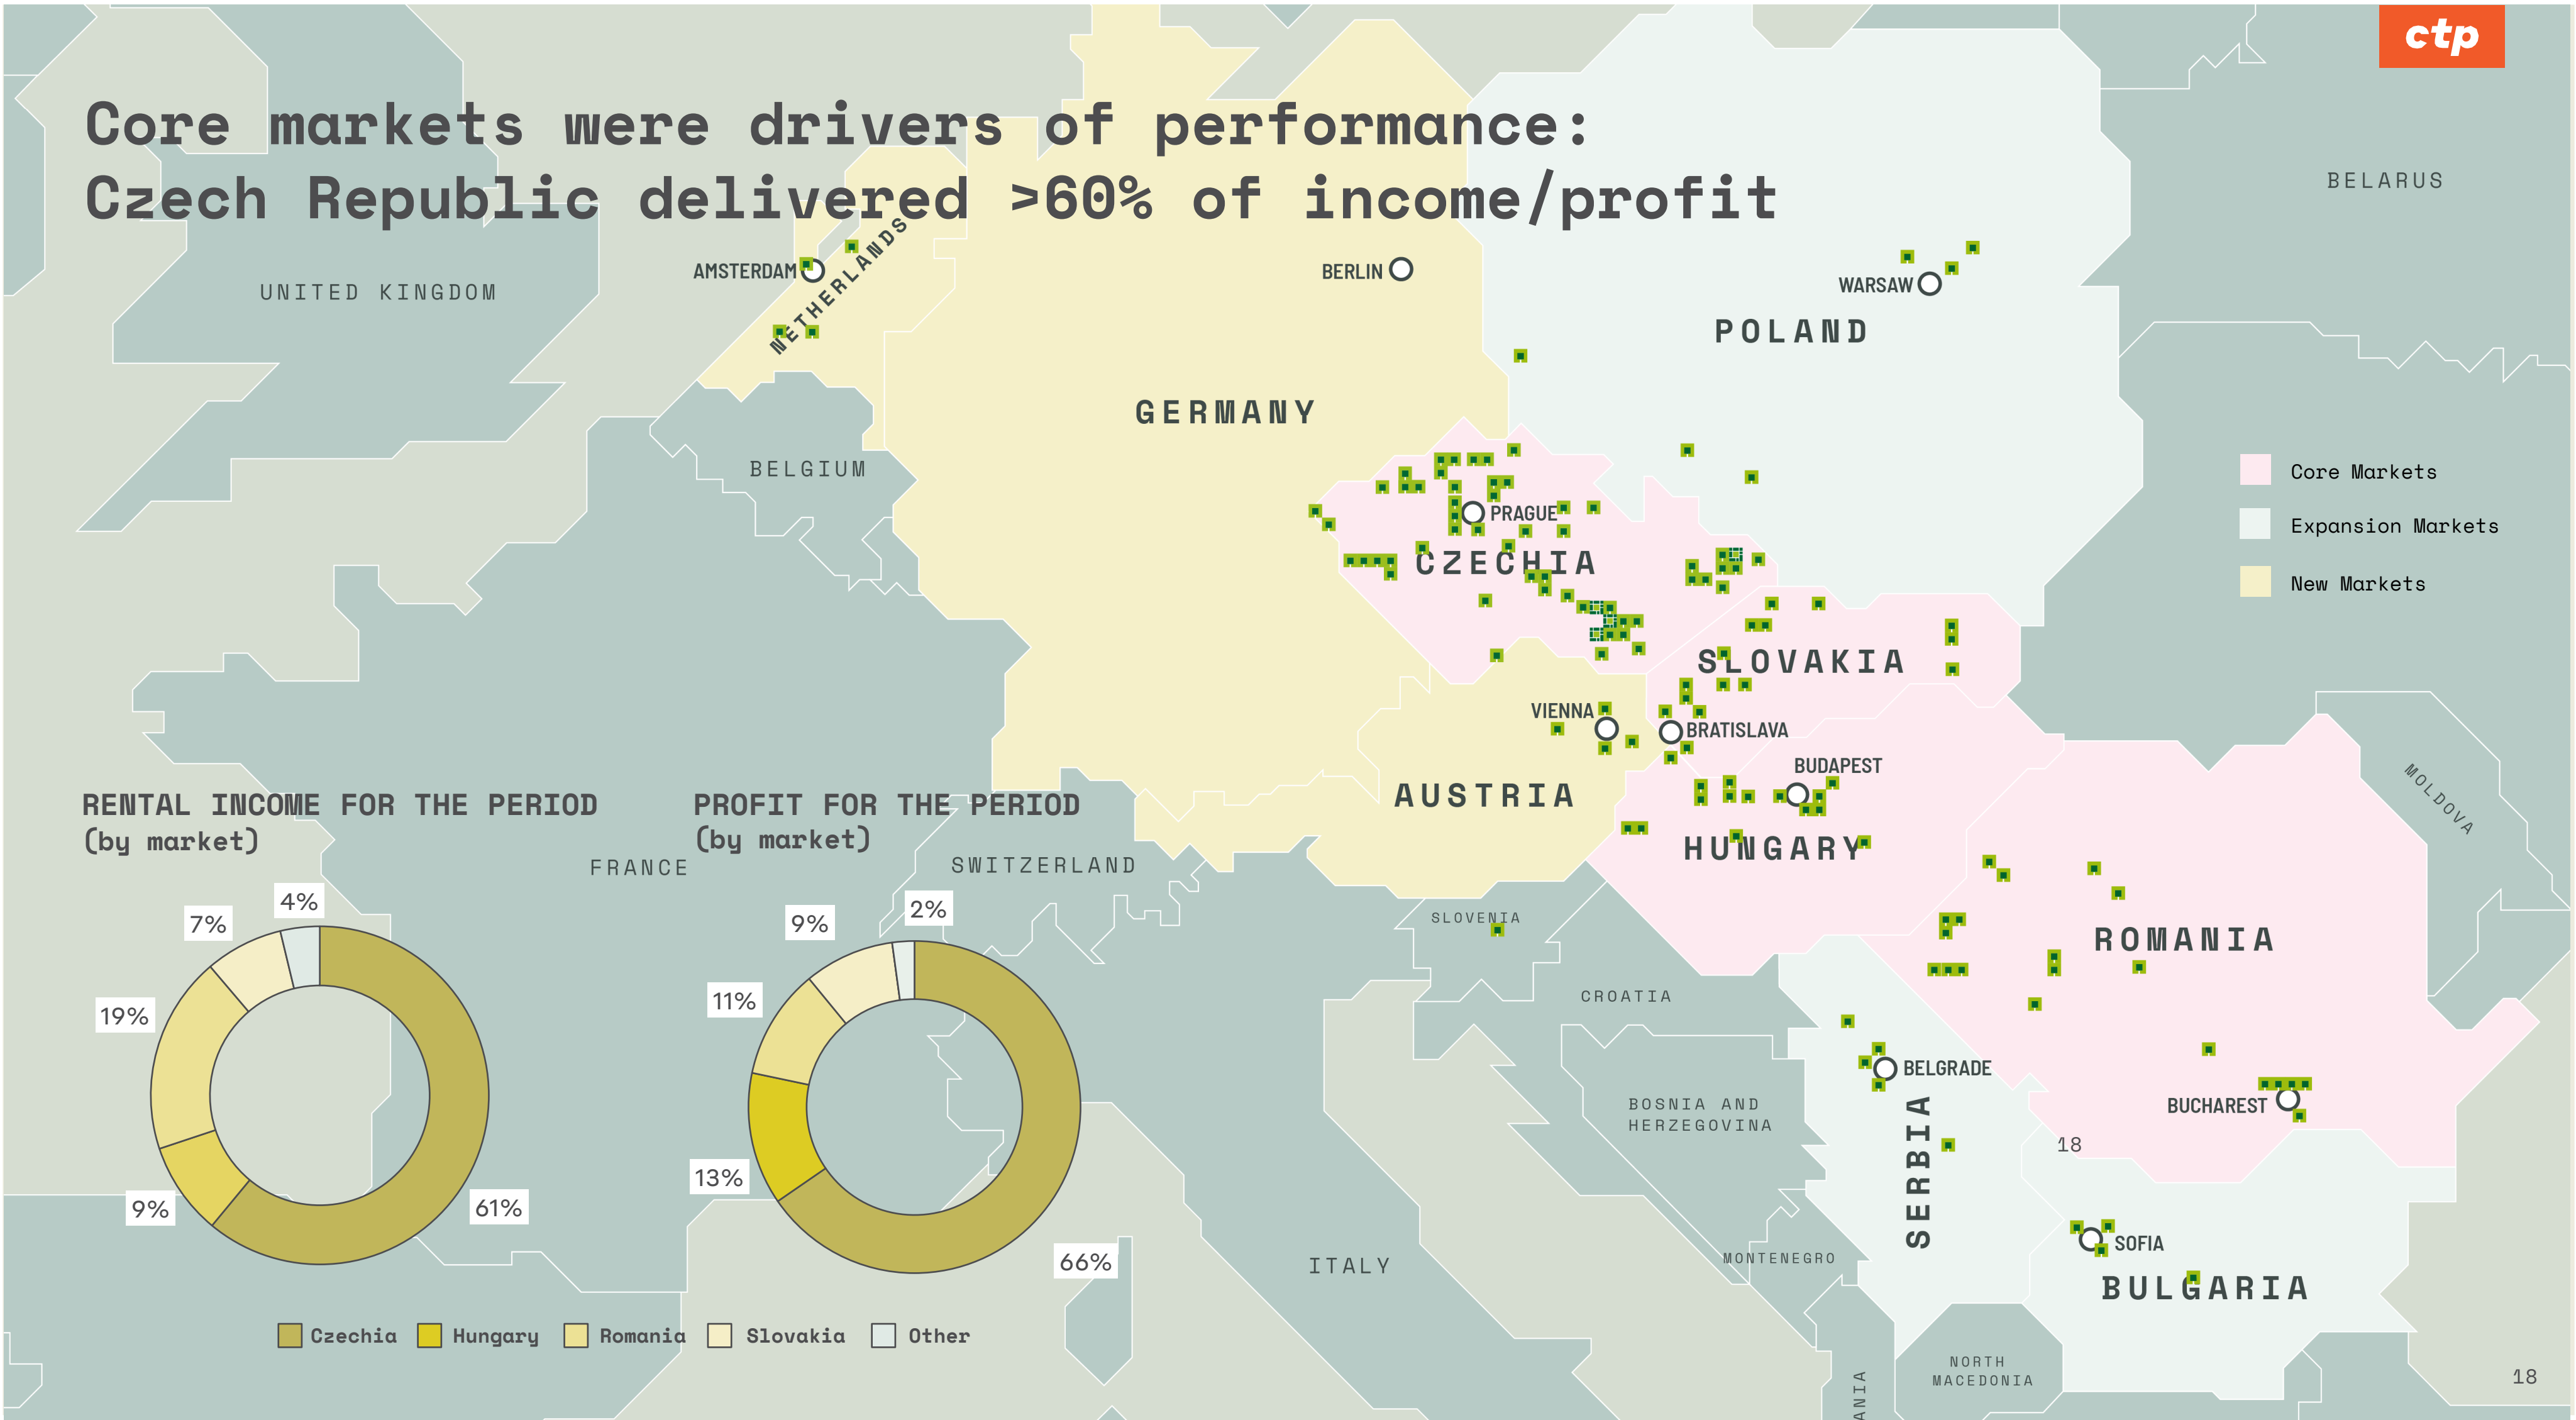 ctp
Core markets were drivers of performance:
Czech Republic delivered >60% of income/profit
BELARUS
UNITED KINGDOM
AMSTERDAM
NETHERLANDS
BERLIN
WARSAW
POLAND
GERMANY
BELGIUM
Core Markets
Expansion Markets
New Markets
PRAGUE
CZECHIA
SLOVAKIA
VIENNA
BRATISLAVA
BUDAPEST
AUSTRIA
HUNGARY
MOLDOVA
RENTAL INCOME FOR THE PERIOD
(by market)
PROFIT FOR THE PERIOD
(by market)
FRANCE
SWITZERLAND
SLOVENIA
ROMANIA
CROATIA
4%
7%
19%
9%
61%
2%
9%
11%
13%
66%
BELGRADE
BOSNIA AND
HERZEGOVINA
BUCHAREST
18
SERBIA
SOFIA
MONTENEGRO
ITALY
BULGARIA
Czechia
Hungary
Romania
Slovakia
Other
NORTH
MACEDONIA
ANIA
18